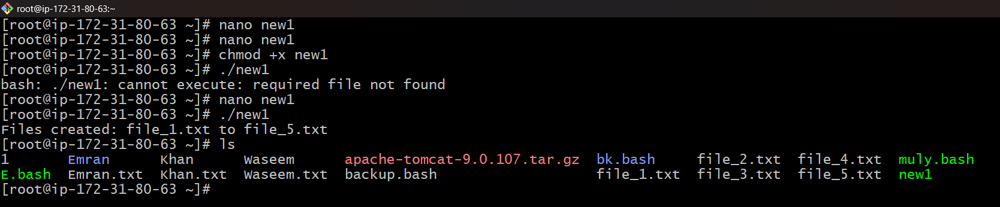 root@ip-172-31-80-63:~
[root@ip-172-31-80-63 ~]# nano new1
[root@ip-172-31-80-63 ~]# nano new1
[root@ip-172-31-80-63 ~]# chmod +x new1
[root@ip-172-31-80-63 ~]# ./new1
bash: ./new1: cannot execute: required file not found
[root@ip-172-31-80-63 ~]# nano new1
[root@ip-172-31-80-63 ~]# ./new1
Files created: file_1.txt to file_5.txt
[root@ip-172-31-80-63 ~]# ls
1       Emran      Khan      Waseem      apache-tomcat-9.0.107.tar.gz  bk.bash     file_2.txt  file_4.txt  muly.bash
E.bash  Emran.txt  Khan.txt  Waseem.txt  backup.bash                   file_1.txt  file_3.txt  file_5.txt  new1
[root@ip-172-31-80-63 ~]#